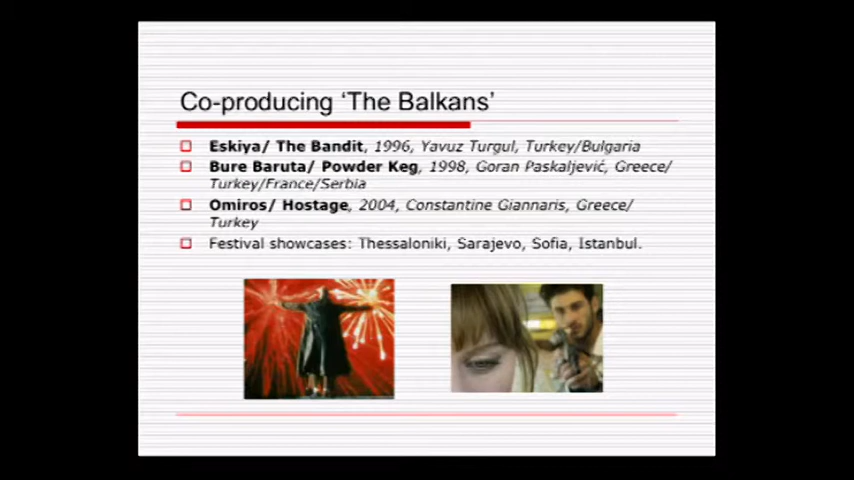 Co-producing ‘The Balkans’
Eskiya/ The Bandit, 1996, Yavuz Turgul, Turkey/Bulgaria
Bure Baruta/ Powder Keg, 1998, Goran Paskaljević, Greece/
Turkey/France/Serbia
Omiros/ Hostage, 2004, Constantine Giannaris, Greece/
Turkey
Festival showcases: Thessaloniki, Sarajevo, Sofia, Istanbul.